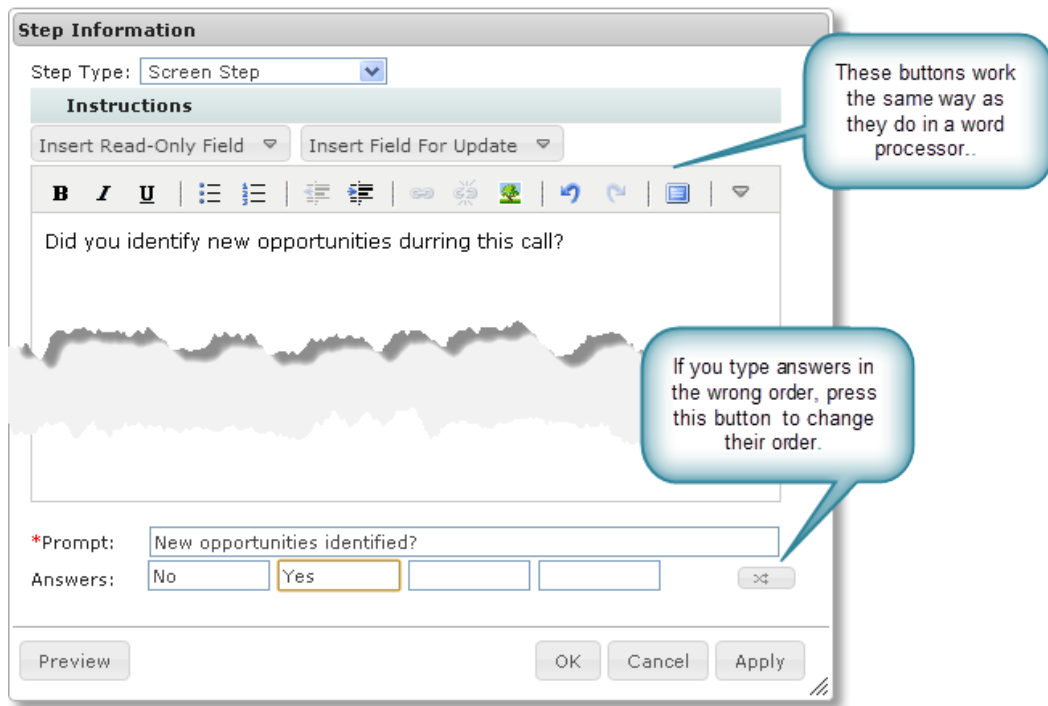 Step Information
Step Type: Screen Step
Instructions
Insert Read-Only Field Insert Field For Update
B I U
Did you identify new opportunities durring this call?
*Prompt: New opportunities identified?
Answers: No Yes
Preview OK Cancel Apply
These buttons work
the same way as
they do in a word
processor..
If you type answers in
the wrong order, press
this button to change
their order.